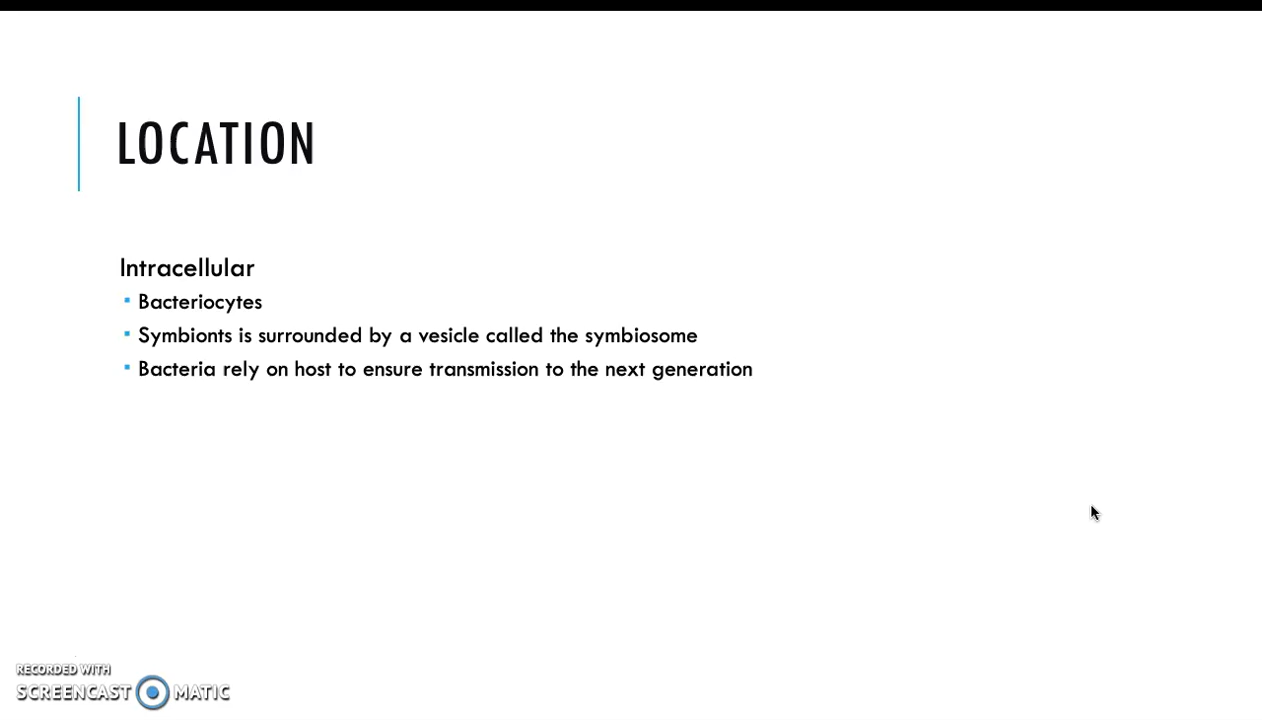 LOCATION
Intracellular
▪ Bacteriocytes
▪ Symbionts is surrounded by a vesicle called the symbiosome
▪ Bacteria rely on host to ensure transmission to the next generation
RECORDED WITH
SCREENCAST MATIC